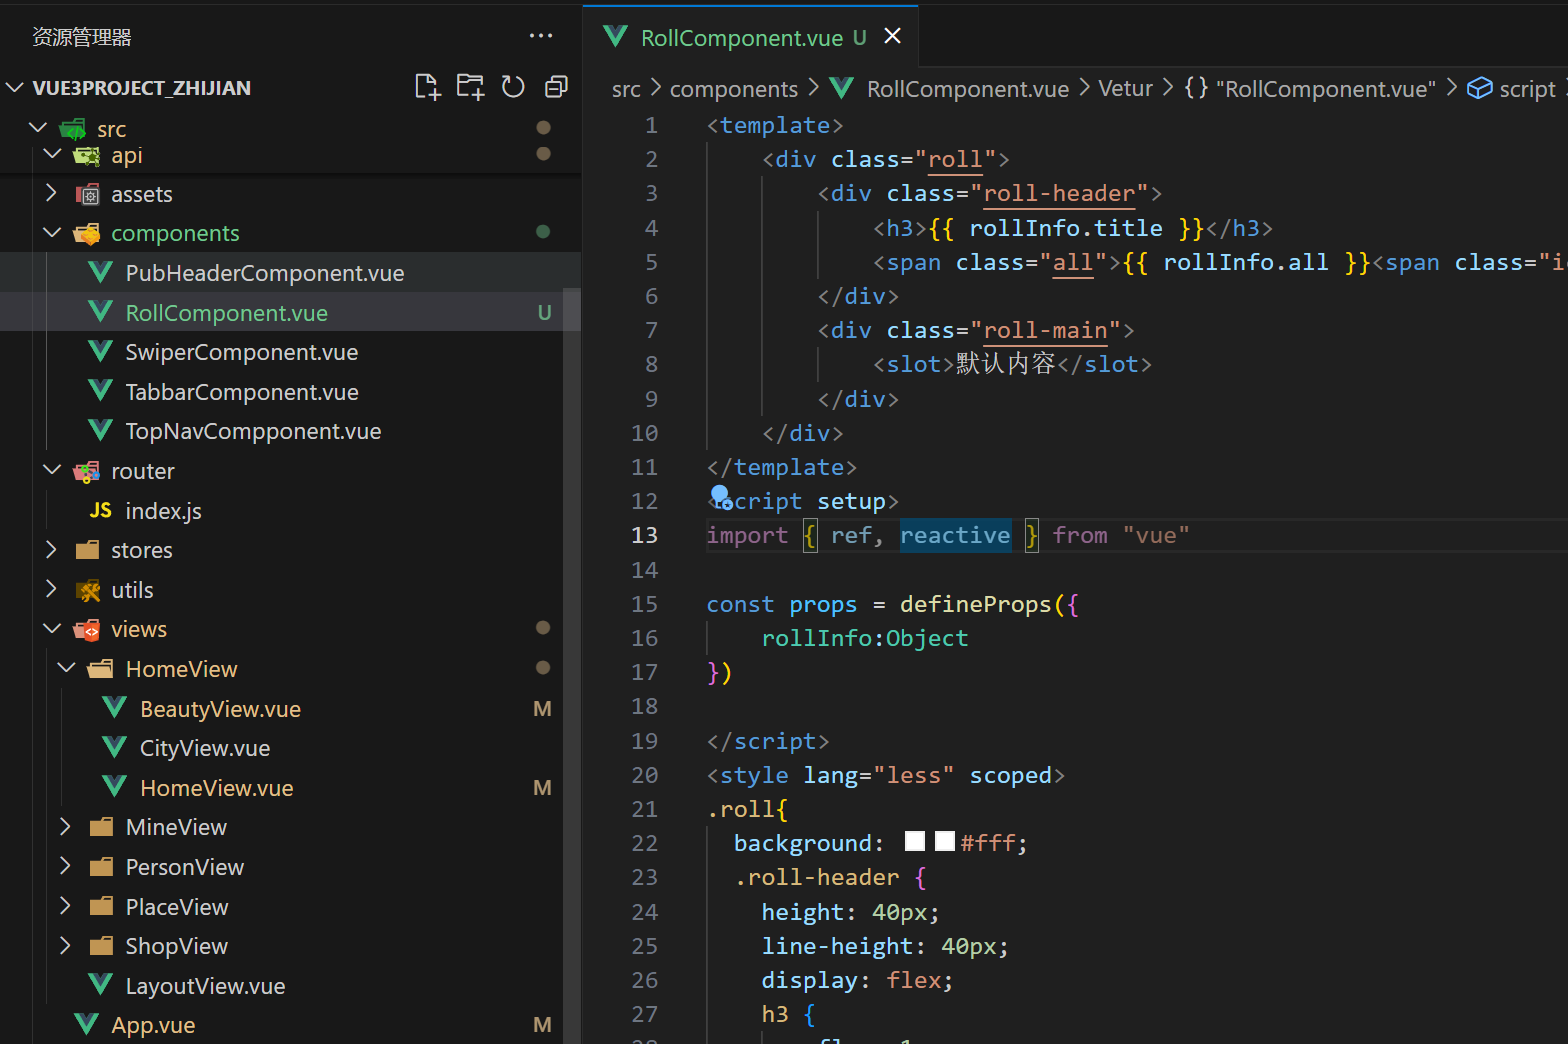 资源管理器
VUE3PROJECT_ZHIJIAN
src
api
assets
components
PubHeaderComponent.vue
RollComponent.vue U
SwiperComponent.vue
TabbarComponent.vue
TopNavCompponent.vue
router
JS index.js
stores
utils
views
HomeView
BeautyView.vue M
CityView.vue
HomeView.vue M
MineView
PersonView
PlaceView
ShopView
LayoutView.vue
App.vue M
RollComponent.vue U
src > components > RollComponent.vue > Vetur > {} "RollComponent.vue" > script
1 <template>
2 <div class="roll">
3 <div class="roll-header">
4 <h3>{{ rollInfo.title }}</h3>
5 <span class="all">{{ rollInfo.all }}<span class="i
6 </div>
7 <div class="roll-main">
8 <slot>默认内容</slot>
9 </div>
10 </div>
11 </template>
12 <script setup>
13 import { ref, reactive } from "vue"
14
15 const props = defineProps({
16 rollInfo:Object
17 })
18
19 </script>
20 <style lang="less" scoped>
21 .roll{
22 background: #fff;
23 .roll-header {
24 height: 40px;
25 line-height: 40px;
26 display: flex;
27 h3 {